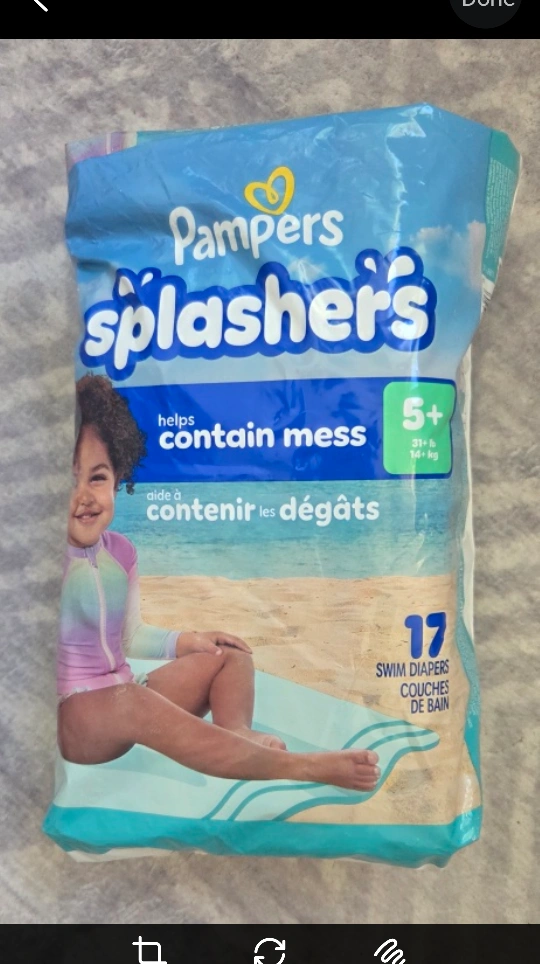 Done
Pampers
splashers
helps
contain mess
5+
31+ lb
14+ kg
aide à
contenir les dégâts
17
SWIM DIAPERS
COUCHES
DE BAIN